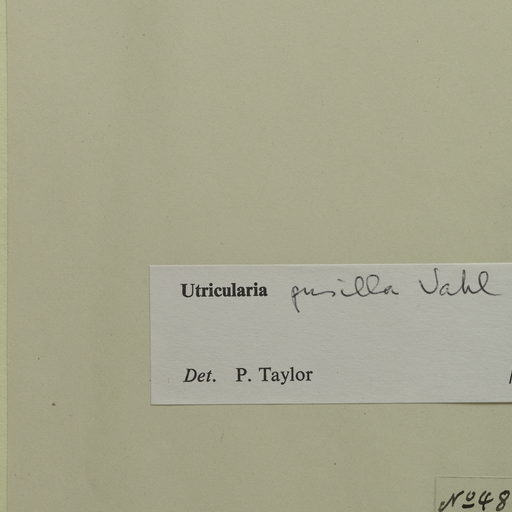 Utricularia pusilla Vahl
Det. P. Taylor
No 48